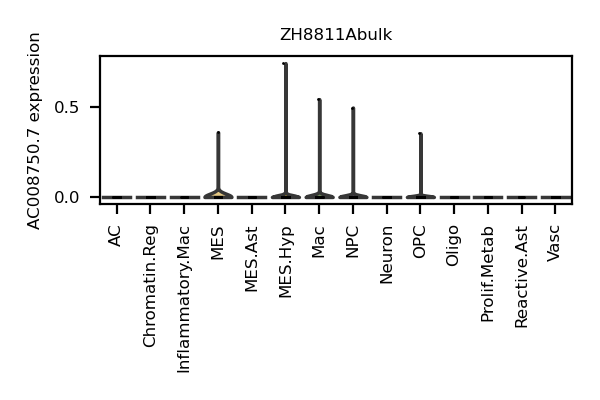 ZH8811Abulk
AC008750.7 expression
0.5
0.0
AC
Chromatin.Reg
Inflammatory.Mac
MES
MES.Ast
MES.Hyp
Mac
NPC
Neuron
OPC
Oligo
Prolif.Metab
Reactive.Ast
Vasc